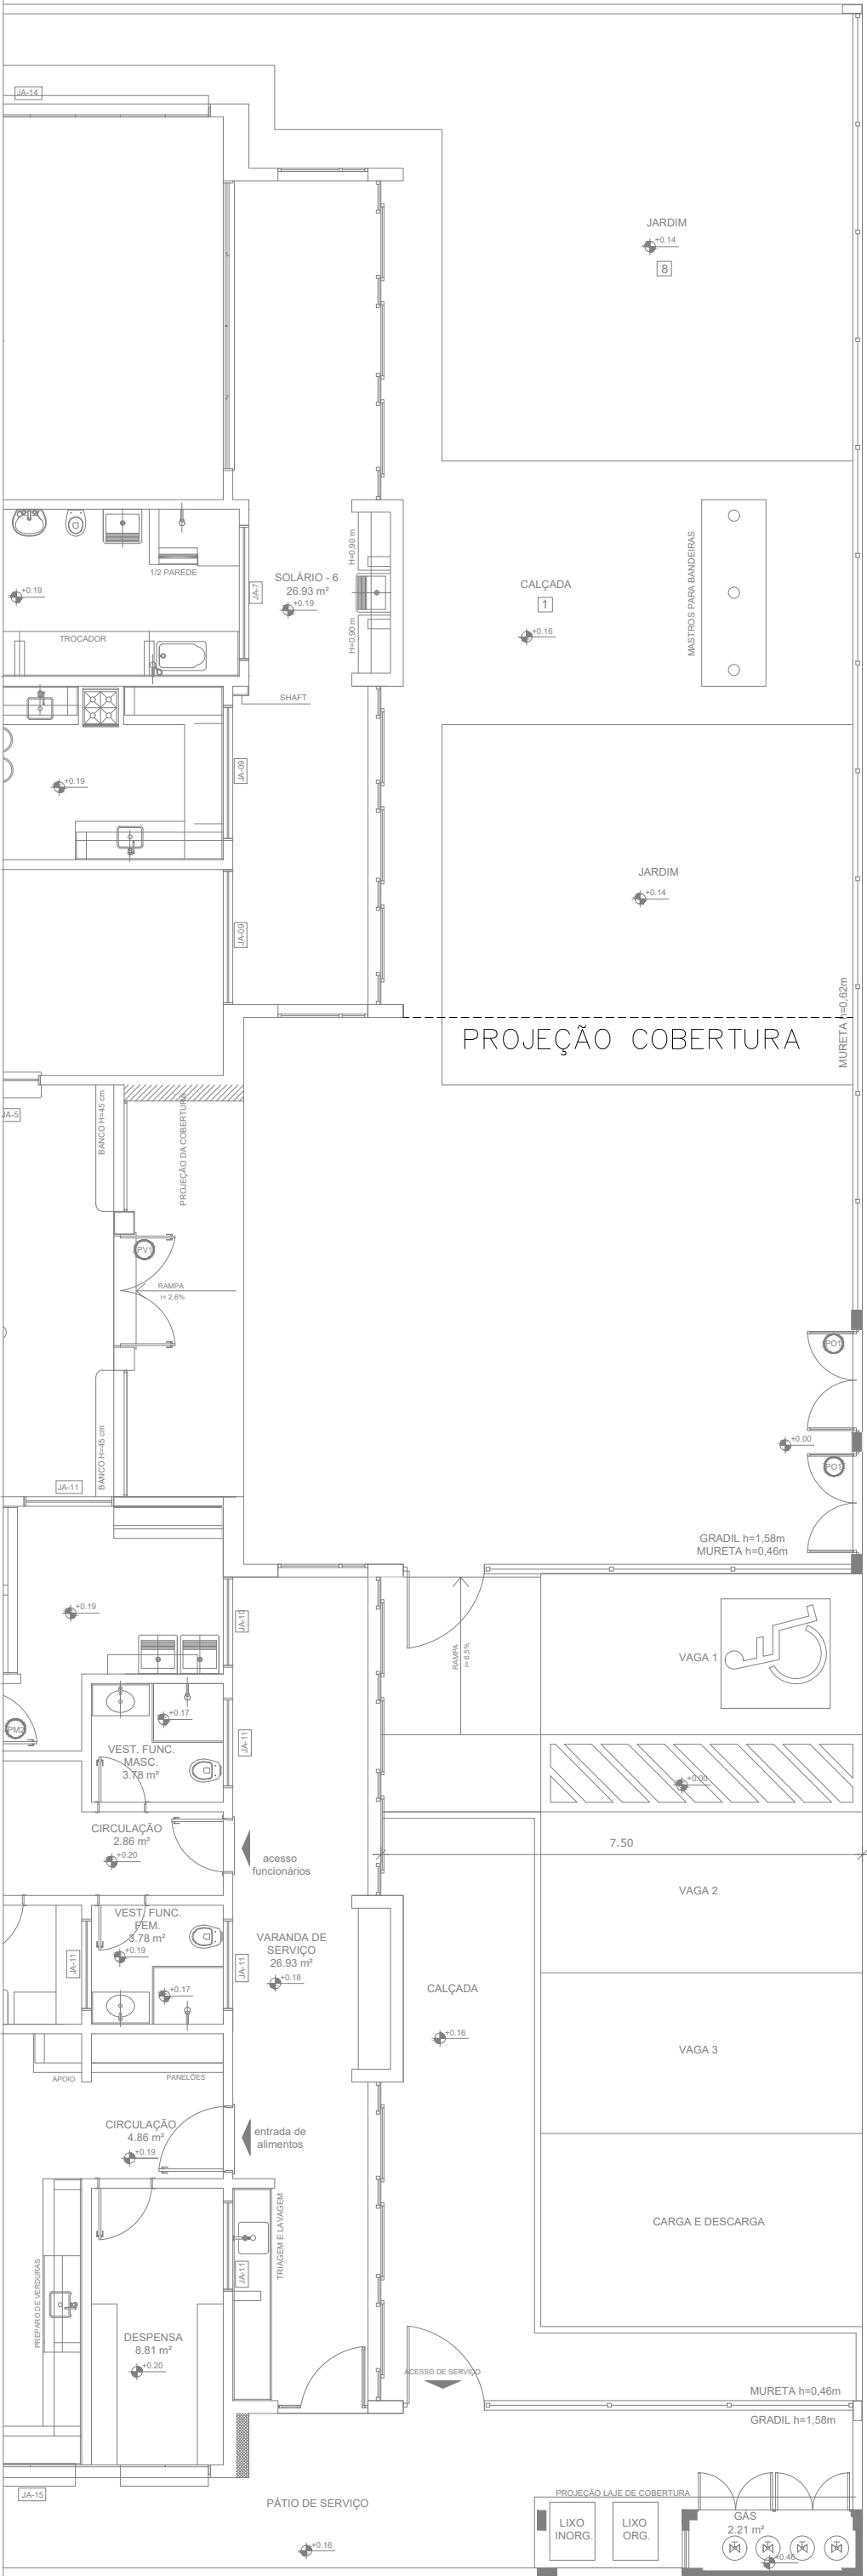 JA-14
JARDIM
+0.14
8
1/2 PAREDE
+0.19
TROCADOR
JA-7
SOLÁRIO - 6
26.93 m²
+0.19
H=0,90 m
H=0,90 m
CALÇADA
1
+0.16
MASTROS PARA BANDEIRAS
SHAFT
+0.19
JA-09
JARDIM
+0.14
JA-09
MURETA h=0,62m
PROJEÇÃO COBERTURA
JA-5
BANCO H=45 cm
PROJEÇÃO DA COBERTURA
PV1
RAMPA
i= 2,6%
PO1
+0.00
PO1
BANCO H=45 cm
JA-11
GRADIL h=1,58m
MURETA h=0,46m
+0.19
JA-10
RAMPA
i= 6,5%
VAGA 1
+0.17
PM2
VEST. FUNC.
MASC.
3.78 m²
JA-11
+0.00
CIRCULAÇÃO
2.86 m²
+0.20
acesso
funcionários
7.50
VAGA 2
VEST. FUNC.
FEM.
3.78 m²
+0.19
JA-11
+0.17
JA-11
VARANDA DE
SERVIÇO
26.93 m²
+0.18
CALÇADA
+0.16
VAGA 3
APOIO
PANELÕES
CIRCULAÇÃO
4.86 m²
+0.19
entrada de
alimentos
CARGA E DESCARGA
TRIAGEM E LAVAGEM
JA-11
PREPARO DE VERDURAS
DESPENSA
8.81 m²
+0.20
ACESSO DE SERVIÇO
MURETA h=0,46m
GRADIL h=1,58m
JA-15
PÁTIO DE SERVIÇO
+0.16
PROJEÇÃO LAJE DE COBERTURA
LIXO
INORG.
LIXO
ORG.
GÁS
2.21 m²
+0.46